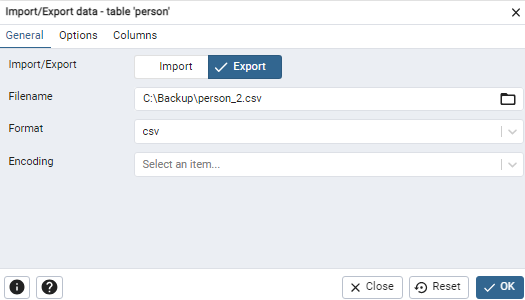 Import/Export data - table 'person'
General Options Columns
Import/Export Import Export
Filename C:\Backup\person_2.csv
Format csv
Encoding Select an item...
Close Reset OK